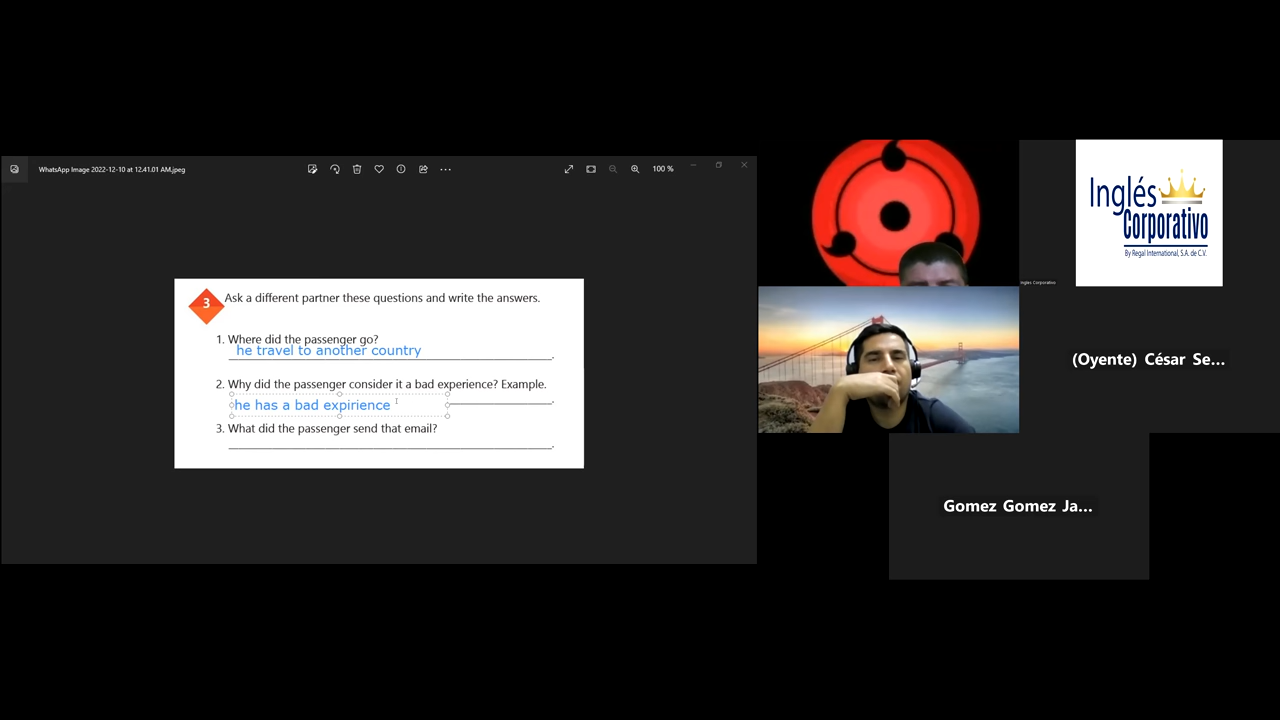 WhatsApp Image 2022-12-10 at 12.41.01 AM.jpeg
100 %
3
Ask a different partner these questions and write the answers.
1. Where did the passenger go?
he travel to another country
2. Why did the passenger consider it a bad experience? Example.
he has a bad expirience
3. What did the passenger send that email?
Inglés
Corporativo
By Regal International, S.A. de C.V.
Ingles Corporativo
(Oyente) César Se...
Gomez Gomez Ja...